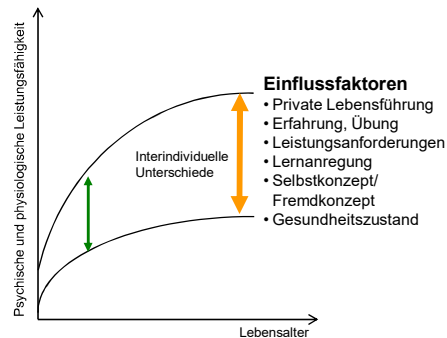 Psychische und physiologische Leistungsfähigkeit
Einflussfaktoren
• Private Lebensführung
• Erfahrung, Übung
• Leistungsanforderungen
• Lernanregung
• Selbstkonzept/
Fremdkonzept
• Gesundheitszustand
Interindividuelle
Unterschiede
Lebensalter